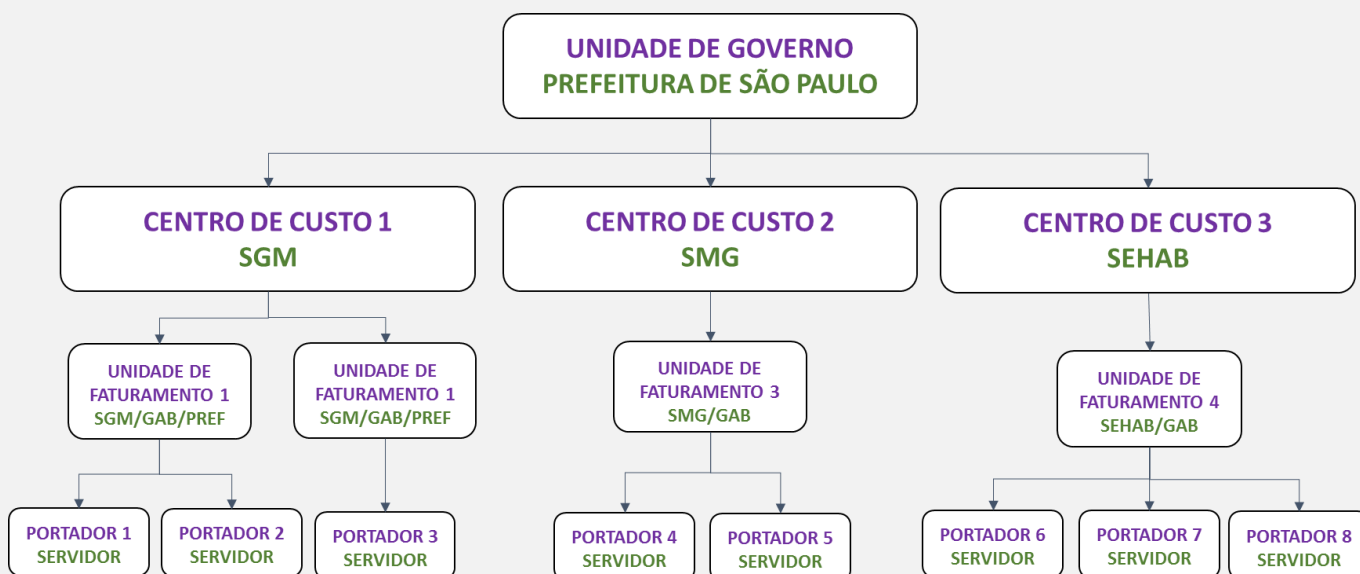 UNIDADE DE GOVERNO
PREFEITURA DE SÃO PAULO
CENTRO DE CUSTO 1
SGM
CENTRO DE CUSTO 2
SMG
CENTRO DE CUSTO 3
SEHAB
UNIDADE DE
FATURAMENTO 1
SGM/GAB/PREF
UNIDADE DE
FATURAMENTO 1
SGM/GAB/PREF
UNIDADE DE
FATURAMENTO 3
SMG/GAB
UNIDADE DE
FATURAMENTO 4
SEHAB/GAB
PORTADOR 1
SERVIDOR
PORTADOR 2
SERVIDOR
PORTADOR 3
SERVIDOR
PORTADOR 4
SERVIDOR
PORTADOR 5
SERVIDOR
PORTADOR 6
SERVIDOR
PORTADOR 7
SERVIDOR
PORTADOR 8
SERVIDOR